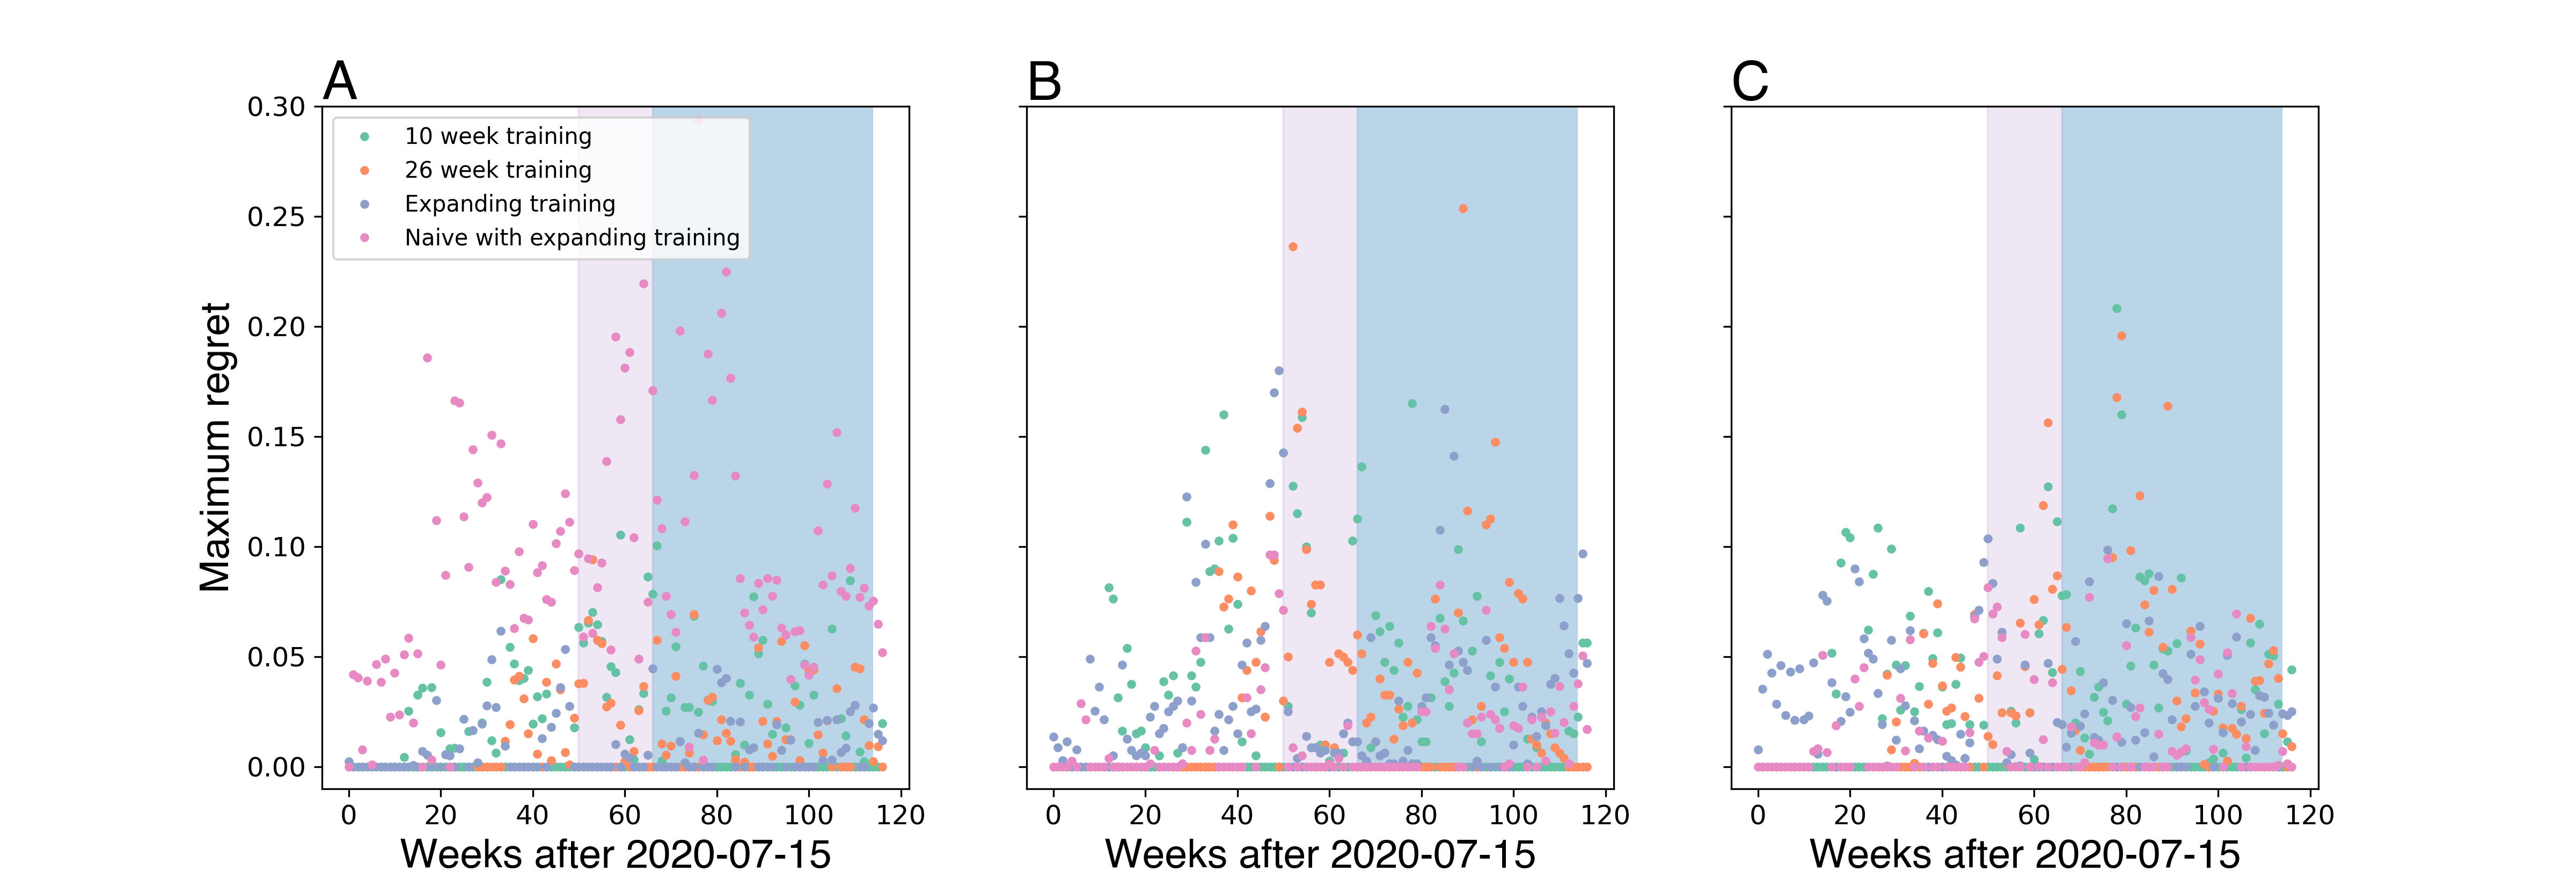 A
B
C
Maximum regret
0.30
0.25
0.20
0.15
0.10
0.05
0.00
10 week training
26 week training
Expanding training
Naive with expanding training
0 20 40 60 80 100 120
0 20 40 60 80 100 120
0 20 40 60 80 100 120
Weeks after 2020-07-15
Weeks after 2020-07-15
Weeks after 2020-07-15